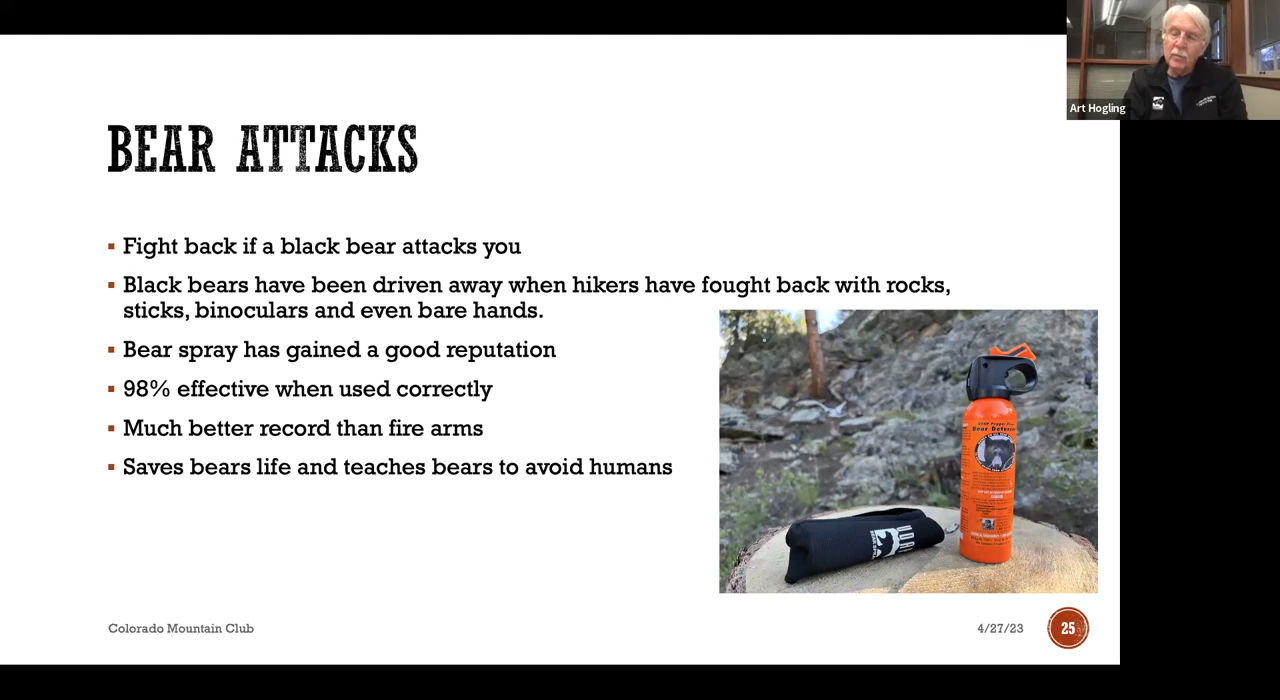 Art Hogling
BEAR ATTACKS
Fight back if a black bear attacks you
Black bears have been driven away when hikers have fought back with rocks,
sticks, binoculars and even bare hands.
Bear spray has gained a good reputation
98% effective when used correctly
Much better record than fire arms
Saves bears life and teaches bears to avoid humans
Colorado Mountain Club
4/27/23
25